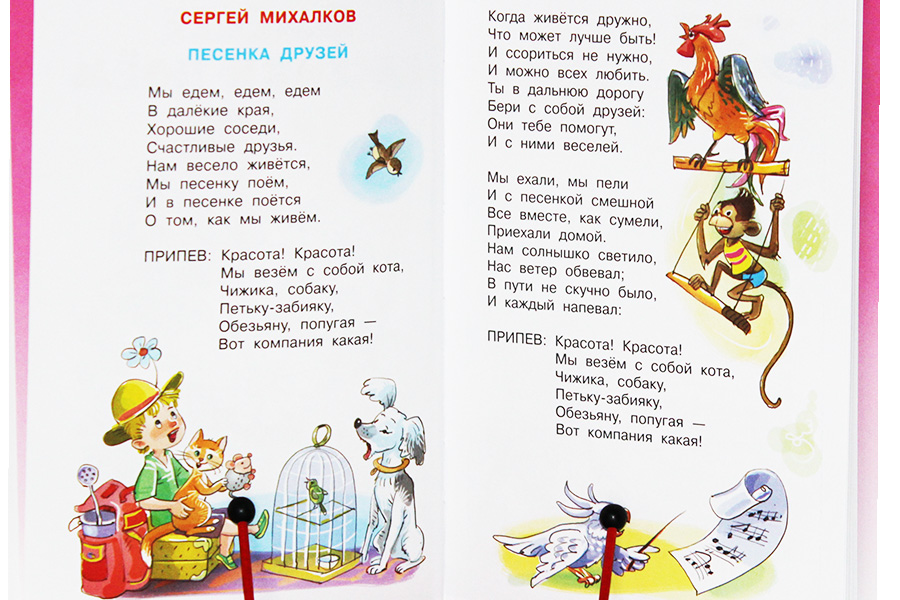 СЕРГЕЙ МИХАЛКОВ
ПЕСЕНКА ДРУЗЕЙ
Мы едем, едем, едем
В далёкие края,
Хорошие соседи,
Счастливые друзья.
Нам весело живётся,
Мы песенку поём,
И в песенке поётся
О том, как мы живём.
ПРИПЕВ: Красота! Красота!
Мы везём с собой кота,
Чижика, собаку,
Петьку-забияку,
Обезьяну, попугая —
Вот компания какая!
Когда живётся дружно,
Что может лучше быть!
И ссориться не нужно,
И можно всех любить.
Ты в дальнюю дорогу
Бери с собой друзей:
Они тебе помогут,
И с ними веселей.
Мы ехали, мы пели
И с песенкой смешной
Все вместе, как сумели,
Приехали домой.
Нам солнышко светило,
Нас ветер обвевал;
В пути не скучно было,
И каждый напевал:
ПРИПЕВ: Красота! Красота!
Мы везём с собой кота,
Чижика, собаку,
Петьку-забияку,
Обезьяну, попугая —
Вот компания какая!